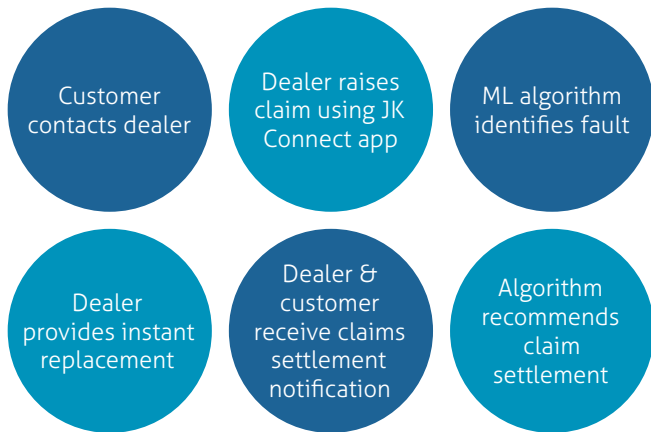 Customer
contacts dealer
Dealer raises
claim using JK
Connect app
ML algorithm
identifies fault
Dealer
provides instant
replacement
Dealer &
customer
receive claims
settlement
notification
Algorithm
recommends
claim
settlement